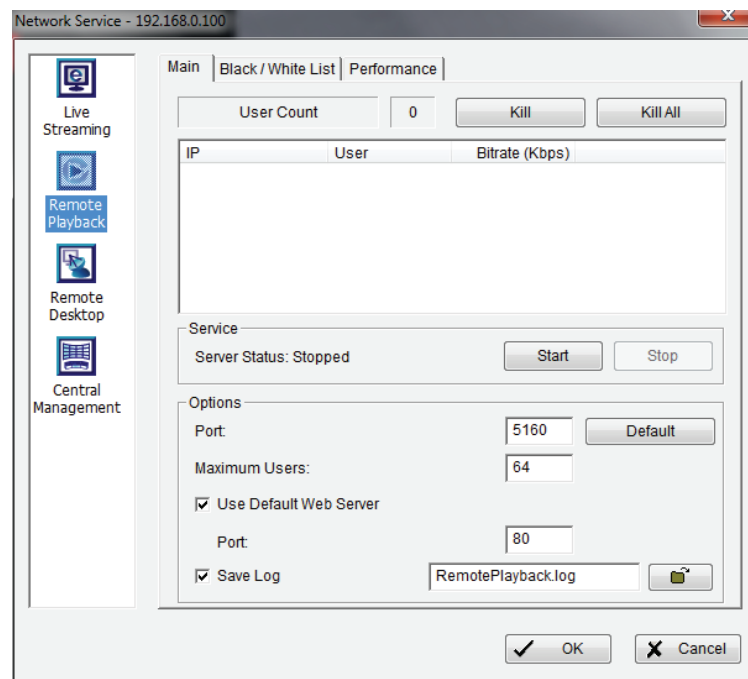 Network Service - 192.168.0.100
Live
Streaming
Remote
Playback
Remote
Desktop
Central
Management
Main Black / White List Performance
User Count 0 Kill Kill All
IP User Bitrate (Kbps)
Service
Server Status: Stopped Start Stop
Options
Port: 5160 Default
Maximum Users: 64
Use Default Web Server
Port: 80
Save Log RemotePlayback.log
OK Cancel